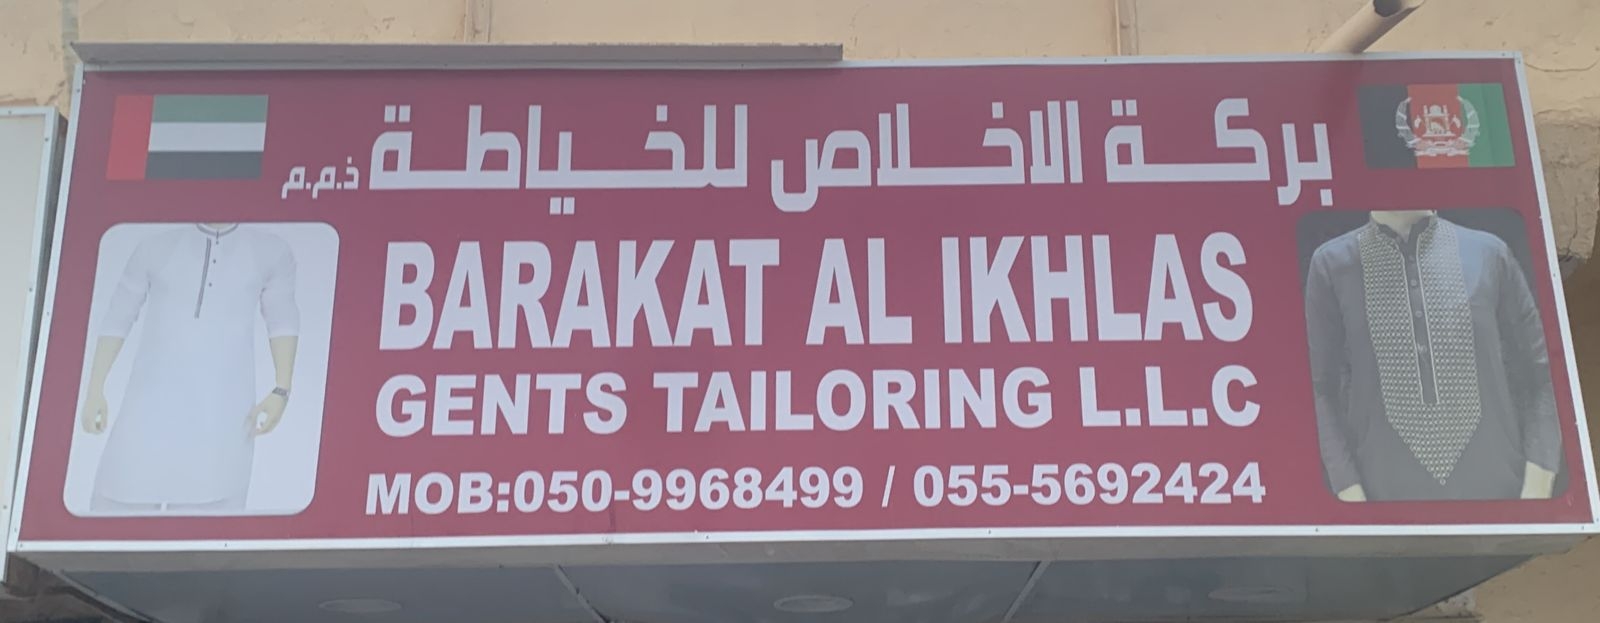 بركة الاخلاص للخياطة ذ.م.م
BARAKAT AL IKHLAS
GENTS TAILORING L.L.C
MOB:050-9968499 / 055-5692424